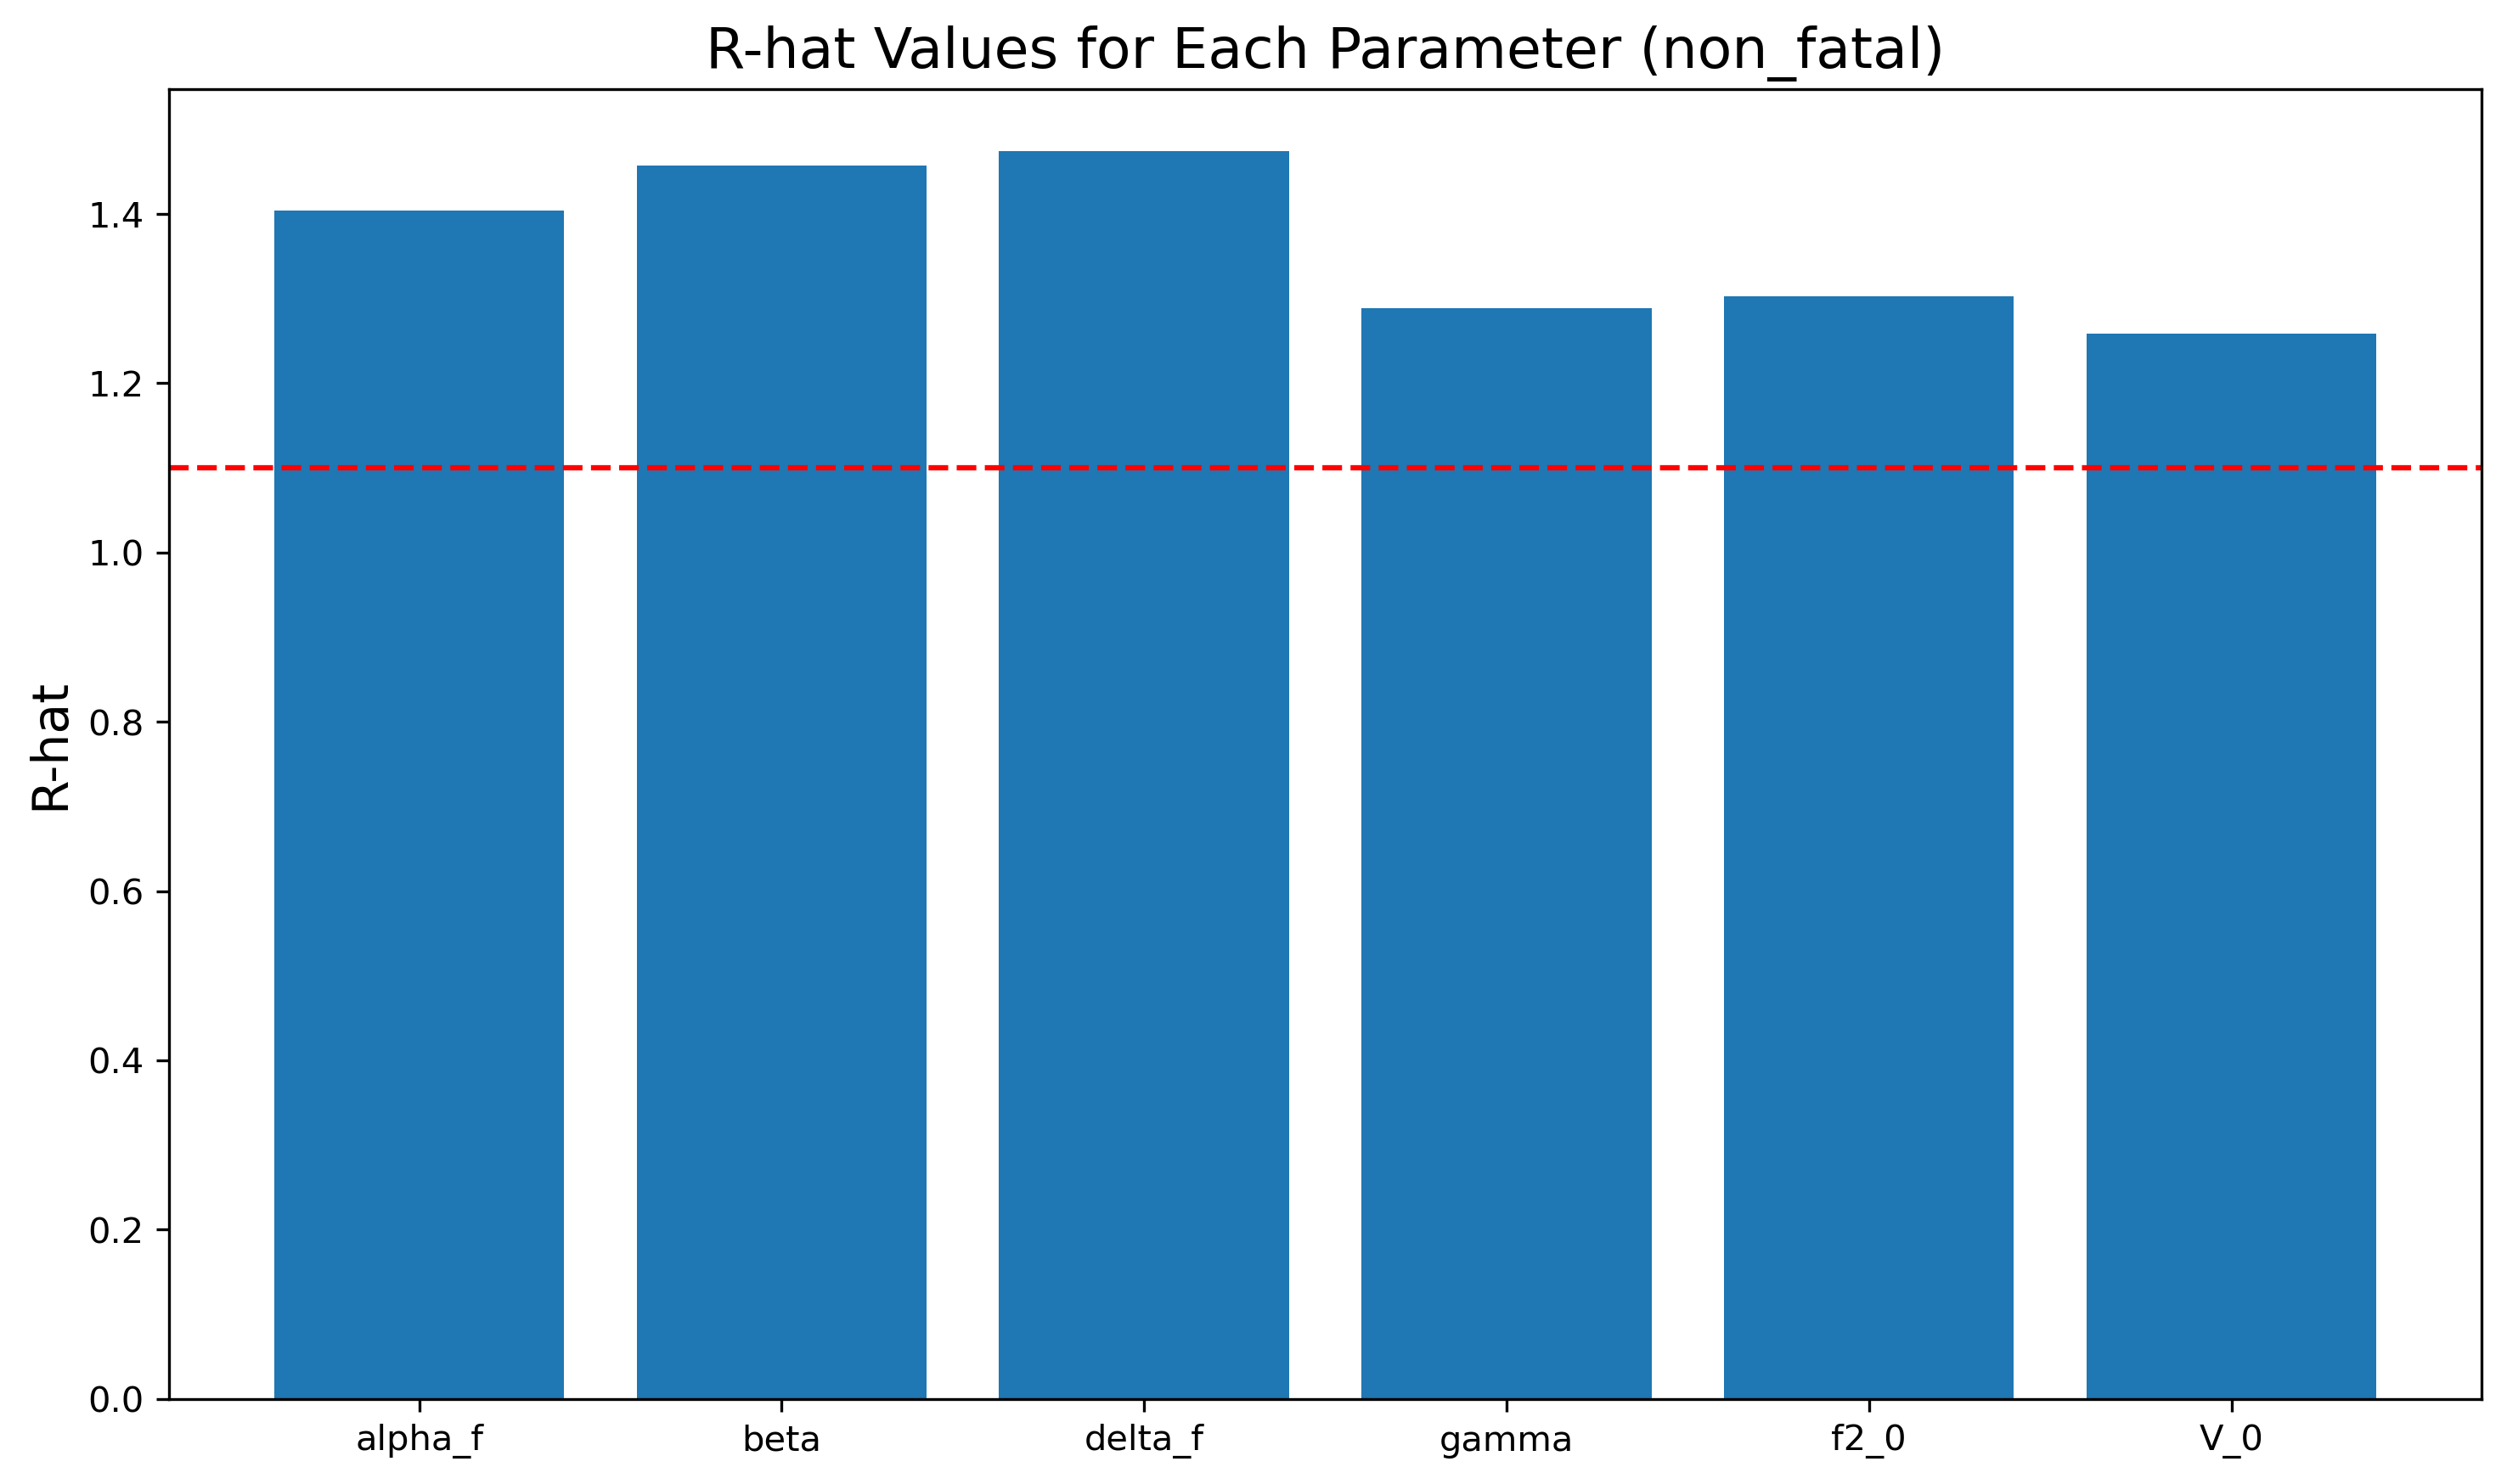 R-hat Values for Each Parameter (non_fatal)
R-hat
1.4
1.2
1.0
0.8
0.6
0.4
0.2
0.0
alpha_f beta delta_f gamma f2_0 V_0